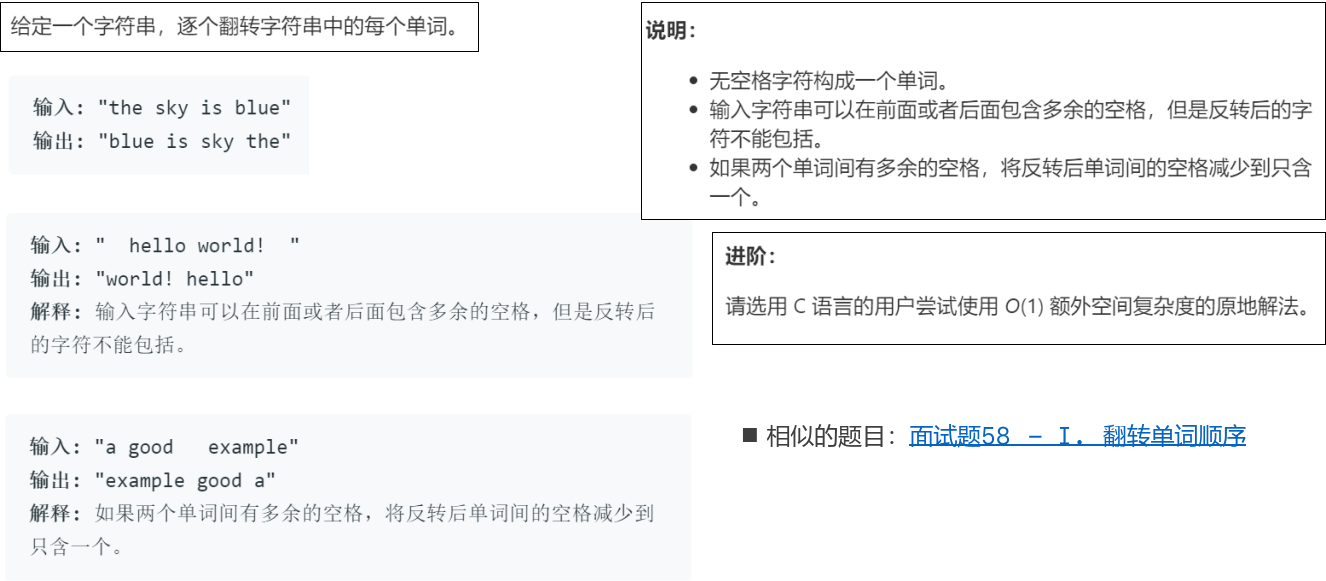 给定一个字符串，逐个翻转字符串中的每个单词。
输入: "the sky is blue"
输出: "blue is sky the"
输入: "  hello world!  "
输出: "world! hello"
解释: 输入字符串可以在前面或者后面包含多余的空格，但是反转后
的字符不能包括。
输入: "a good   example"
输出: "example good a"
解释: 如果两个单词间有多余的空格，将反转后单词间的空格减少到
只含一个。
说明：
• 无空格字符构成一个单词。
• 输入字符串可以在前面或者后面包含多余的空格，但是反转后的字
符不能包括。
• 如果两个单词间有多余的空格，将反转后单词间的空格减少到只含
一个。
进阶：
请选用 C 语言的用户尝试使用 O(1) 额外空间复杂度的原地解法。
■ 相似的题目：面试题58 - I. 翻转单词顺序